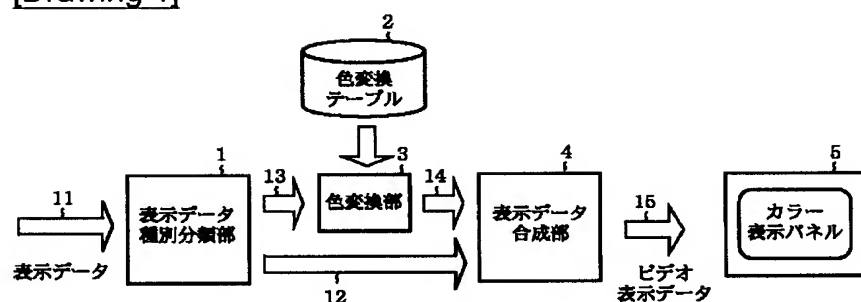 [Drawing 1]
2
色変換
テーブル
1
13
3
14
4
5
11
表示データ
種別分類部
色変換部
表示データ
合成部
15
カラー
表示パネル
表示データ
12
ビデオ
表示データ